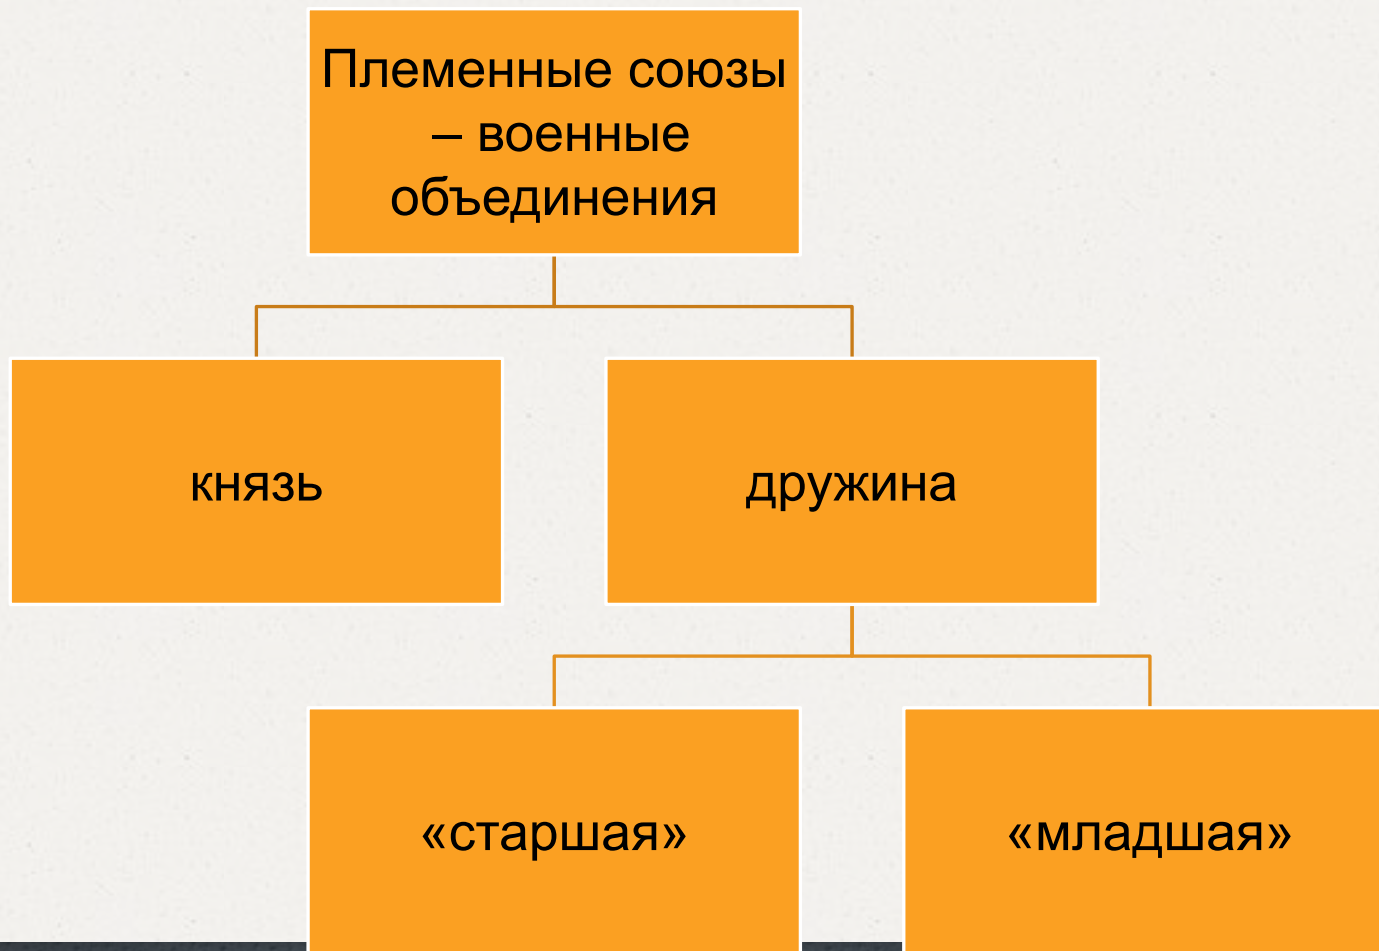 Племенные союзы
– военные
объединения
князь
дружина
«старшая»
«младшая»